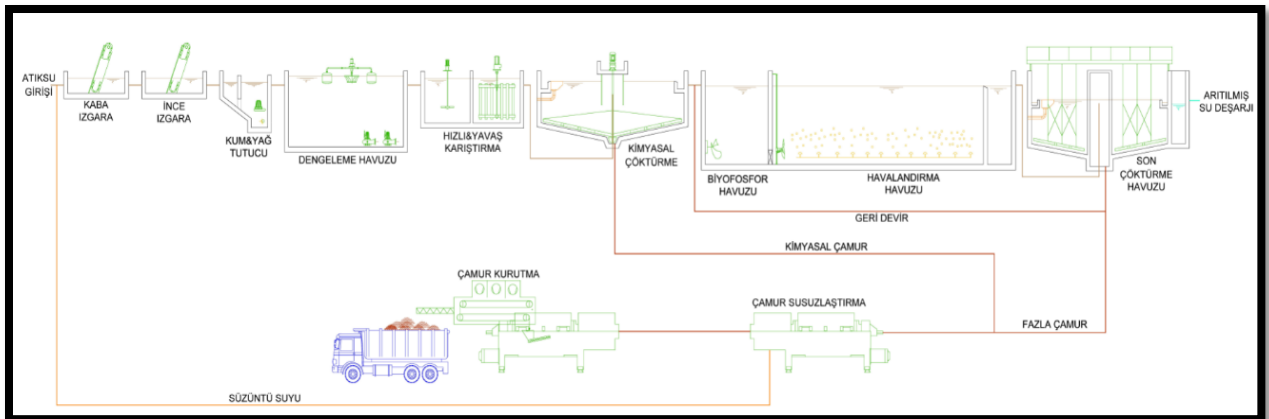 ATIKSU
GİRİŞİ
KABA
IZGARA
İNCE
IZGARA
KUM&YAĞ
TUTUCU
DENGELEME HAVUZU
HIZLI&YAVAŞ
KARIŞTIRMA
KİMYASAL
ÇÖKTÜRME
BİYOFOSFOR
HAVUZU
HAVALANDIRMA
HAVUZU
SON
ÇÖKTÜRME
HAVUZU
ARITILMIŞ
SU DEŞARJI
GERİ DEVİR
KİMYASAL ÇAMUR
ÇAMUR KURUTMA
ÇAMUR SUSUZLAŞTIRMA
FAZLA ÇAMUR
SÜZÜNTÜ SUYU